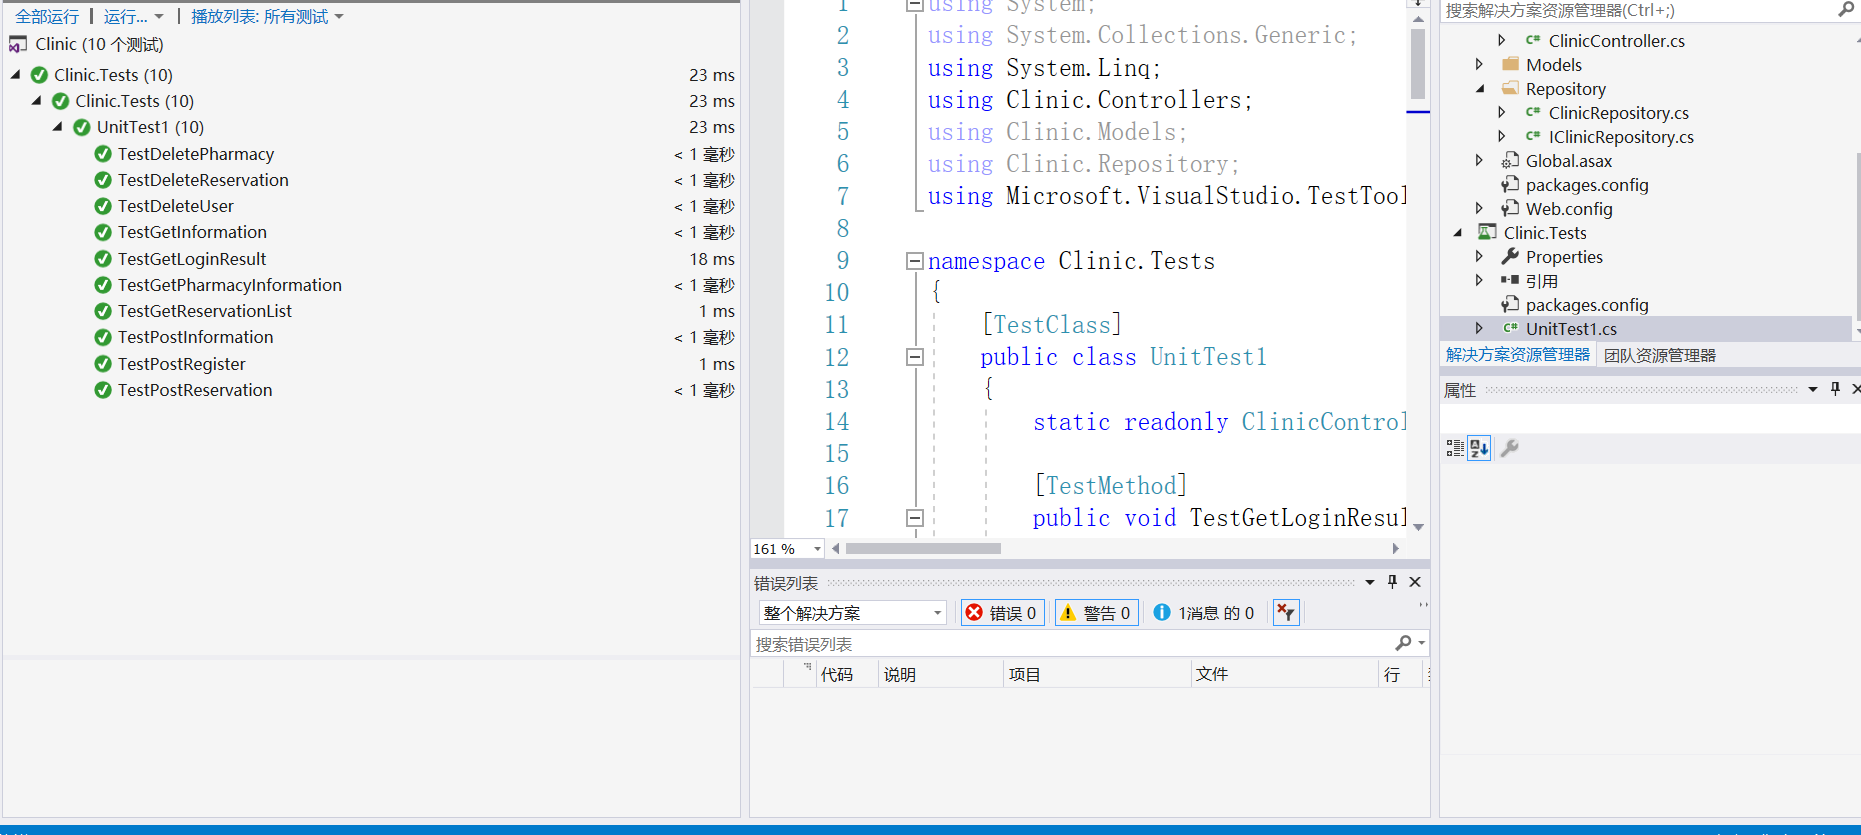 全部运行 | 运行... | 播放列表: 所有测试
Clinic (10 个测试)
Clinic.Tests (10) 23 ms
Clinic.Tests (10) 23 ms
UnitTest1 (10) 23 ms
TestDeletePharmacy < 1 毫秒
TestDeleteReservation < 1 毫秒
TestDeleteUser < 1 毫秒
TestGetInformation < 1 毫秒
TestGetLoginResult 18 ms
TestGetPharmacyInformation < 1 毫秒
TestGetReservationList 1 ms
TestPostInformation < 1 毫秒
TestPostRegister 1 ms
TestPostReservation < 1 毫秒
1 using System;
2 using System.Collections.Generic;
3 using System.Linq;
4 using Clinic.Controllers;
5 using Clinic.Models;
6 using Clinic.Repository;
7 using Microsoft.VisualStudio.TestTool
8
9 namespace Clinic.Tests
10 {
11 [TestClass]
12 public class UnitTest1
13 {
14 static readonly ClinicControl
15
16 [TestMethod]
17 public void TestGetLoginResul
161 %
错误列表
整个解决方案 错误 0 警告 0 1消息 的 0
搜索错误列表
代码 说明 项目 文件 行
搜索解决方案资源管理器(Ctrl+;)
ClinicController.cs
Models
Repository
ClinicRepository.cs
IClinicRepository.cs
Global.asax
packages.config
Web.config
Clinic.Tests
Properties
引用
packages.config
UnitTest1.cs
解决方案资源管理器 团队资源管理器
属性